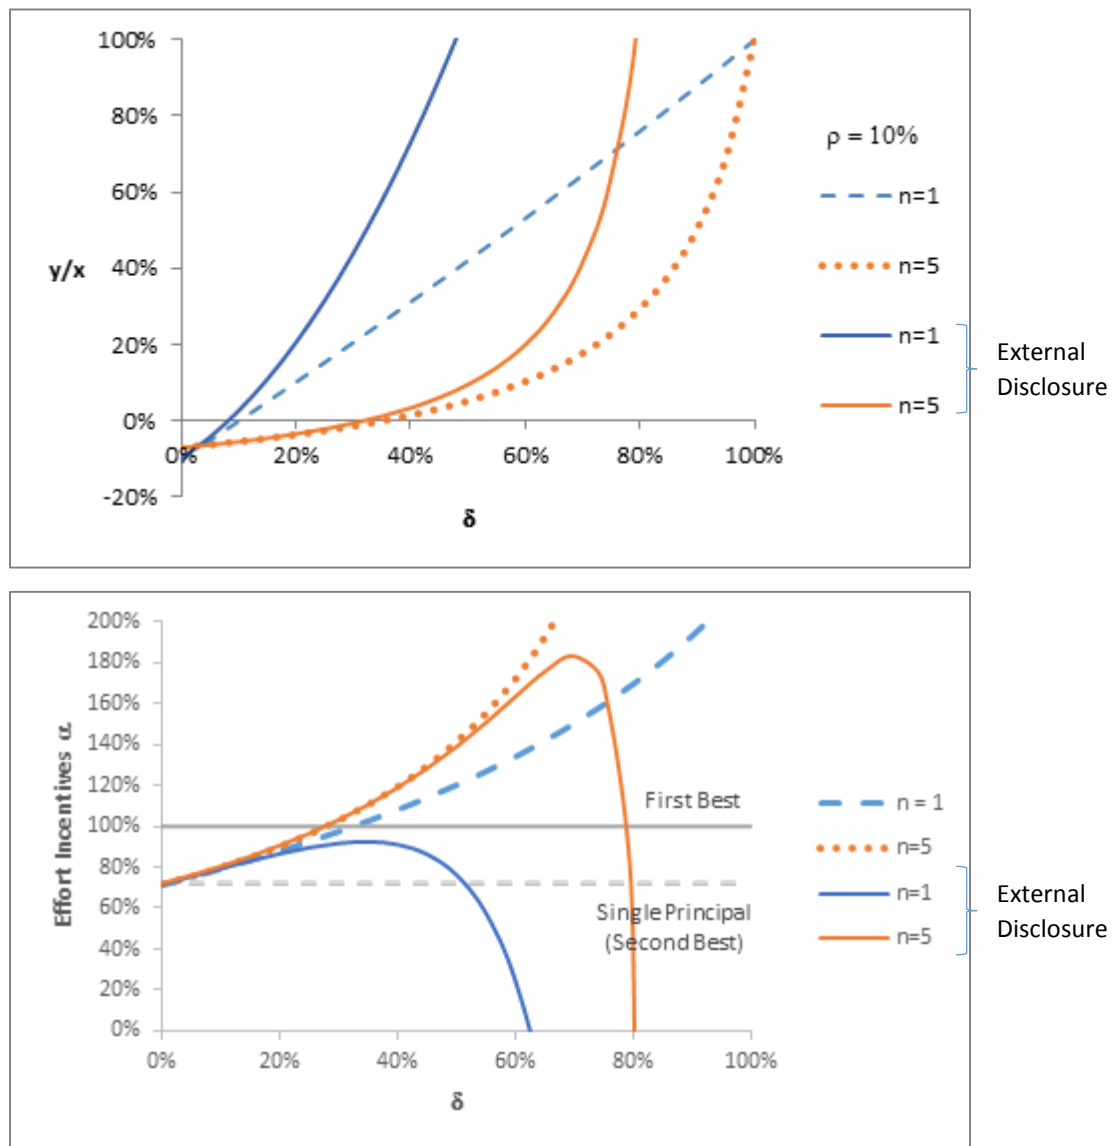 100%
80%
60%
y/x
40%
20%
0%
-20%
0%
20%
40%
60%
80%
100%
δ
ρ = 10%
n=1
n=5
n=1
n=5
External
Disclosure
200%
180%
160%
140%
120%
100%
80%
60%
40%
20%
0%
Effort Incentives α
First Best
Single Principal
(Second Best)
0%
20%
40%
60%
80%
100%
δ
n = 1
n=5
n=1
n=5
External
Disclosure